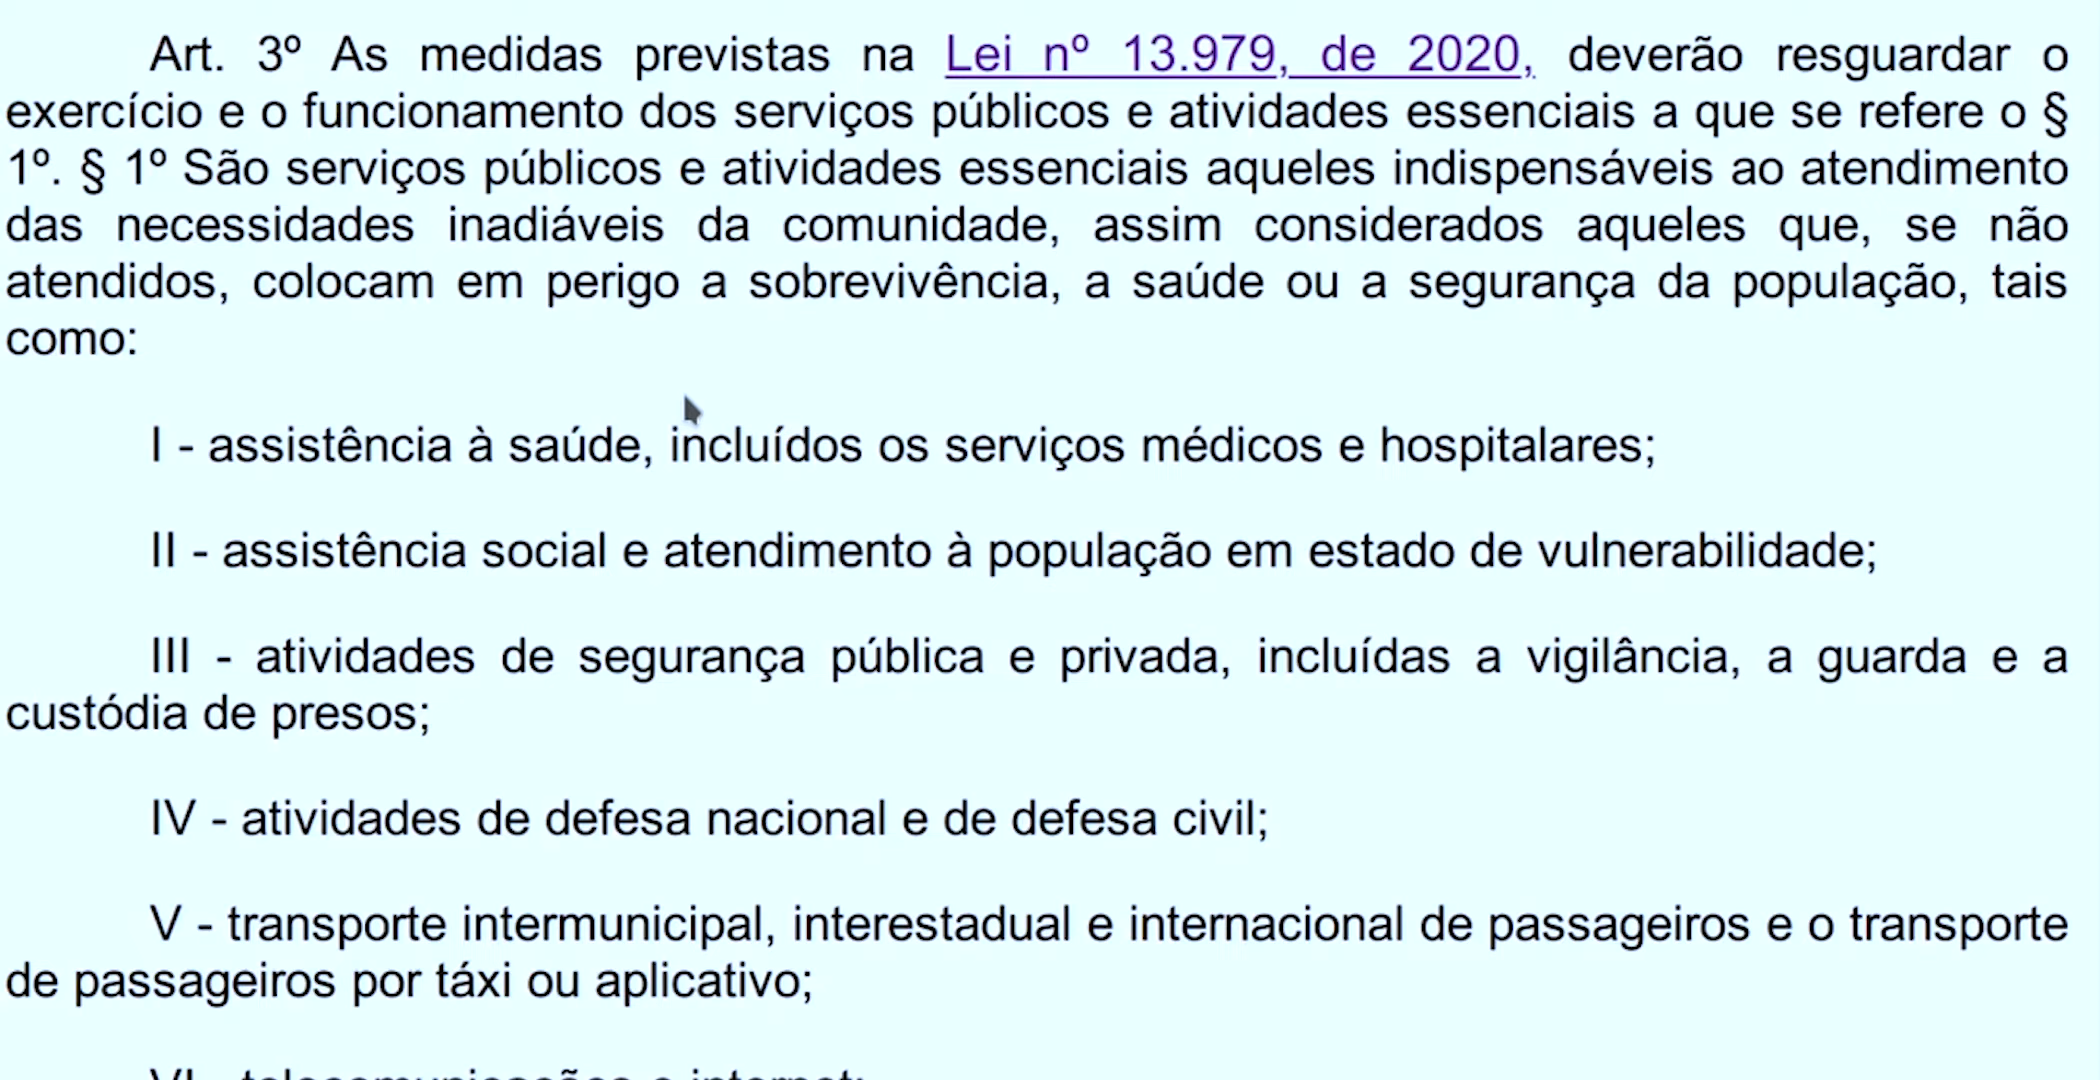 Art. 3º As medidas previstas na Lei nº 13.979, de 2020, deverão resguardar o
exercício e o funcionamento dos serviços públicos e atividades essenciais a que se refere o §
1º. § 1º São serviços públicos e atividades essenciais aqueles indispensáveis ao atendimento
das necessidades inadiáveis da comunidade, assim considerados aqueles que, se não
atendidos, colocam em perigo a sobrevivência, a saúde ou a segurança da população, tais
como:
I - assistência à saúde, incluídos os serviços médicos e hospitalares;
II - assistência social e atendimento à população em estado de vulnerabilidade;
III - atividades de segurança pública e privada, incluídas a vigilância, a guarda e a
custódia de presos;
IV - atividades de defesa nacional e de defesa civil;
V - transporte intermunicipal, interestadual e internacional de passageiros e o transporte
de passageiros por táxi ou aplicativo;
VI - telecomunicações e internet;